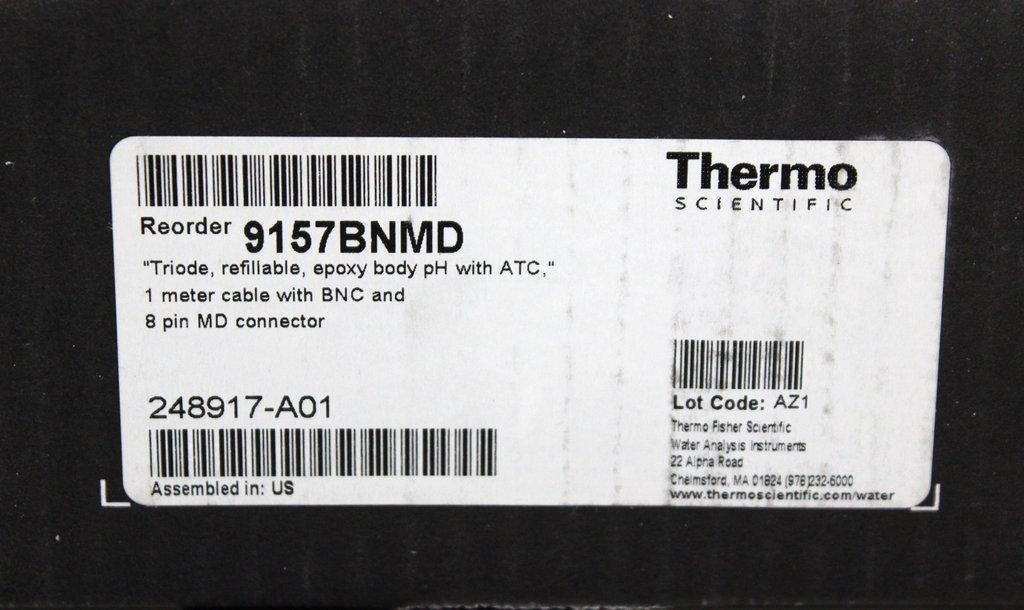 Thermo
SCIENTIFIC
Reorder 9157BNMD
"Triode, refillable, epoxy body pH with ATC,"
1 meter cable with BNC and
8 pin MD connector
248917-A01
Assembled in: US
Lot Code: AZ1
Thermo Fisher Scientific
Water Analysis Instruments
22 Alpha Road
Chelmsford, MA 01824 (978)232-6000
www.thermoscientific.com/water